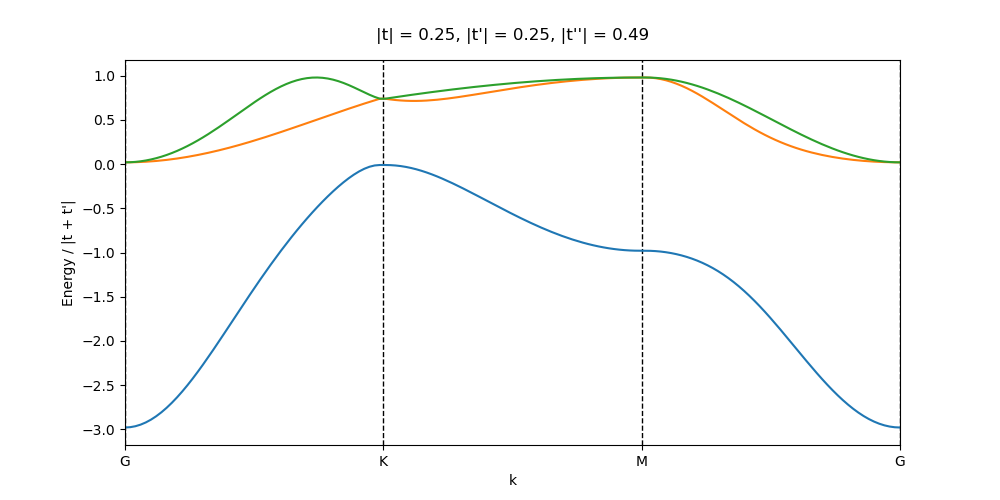 |t| = 0.25, |t'| = 0.25, |t''| = 0.49
Energy / |t + t'|
1.0
0.5
0.0
−0.5
−1.0
−1.5
−2.0
−2.5
−3.0
G K M G
k